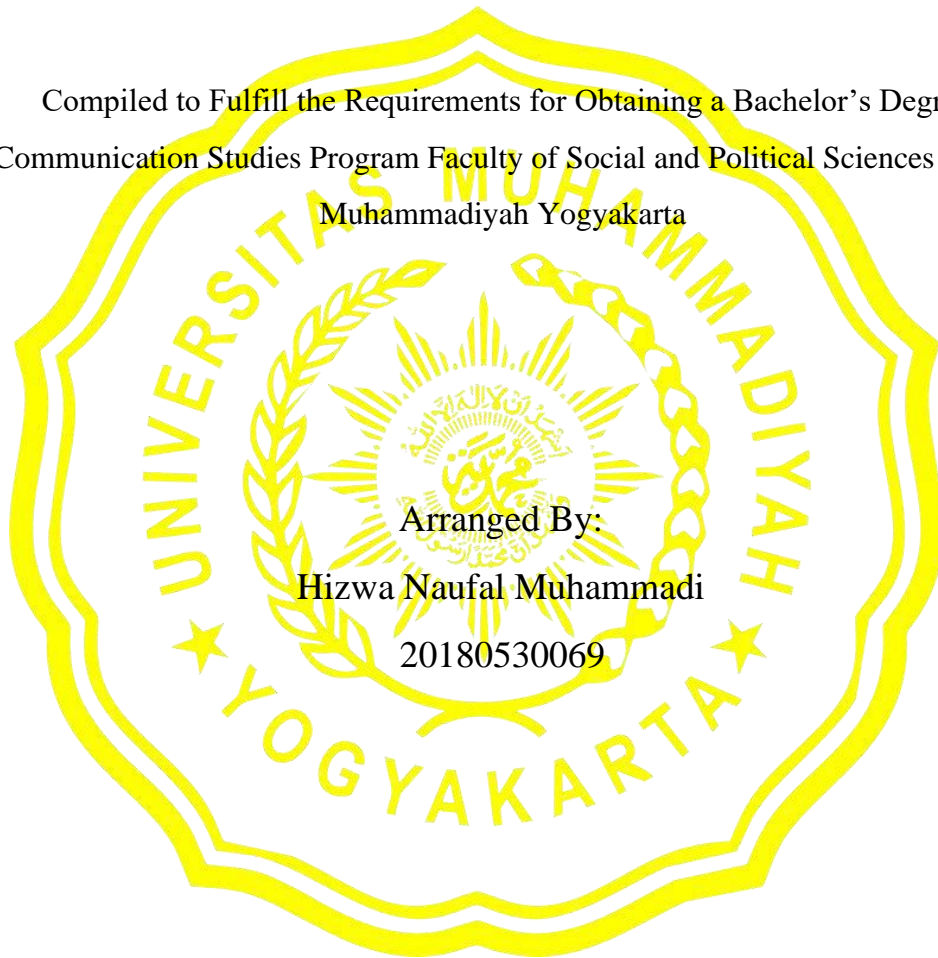 Compiled to Fulfill the Requirements for Obtaining a Bachelor’s Degr
Communication Studies Program Faculty of Social and Political Sciences
Muhammadiyah Yogyakarta
UNIVERSITAS MUHAMMADIYAH
Arranged By:
Hizwa Naufal Muhammadi
20180530069
★ YOGYAKARTA ★